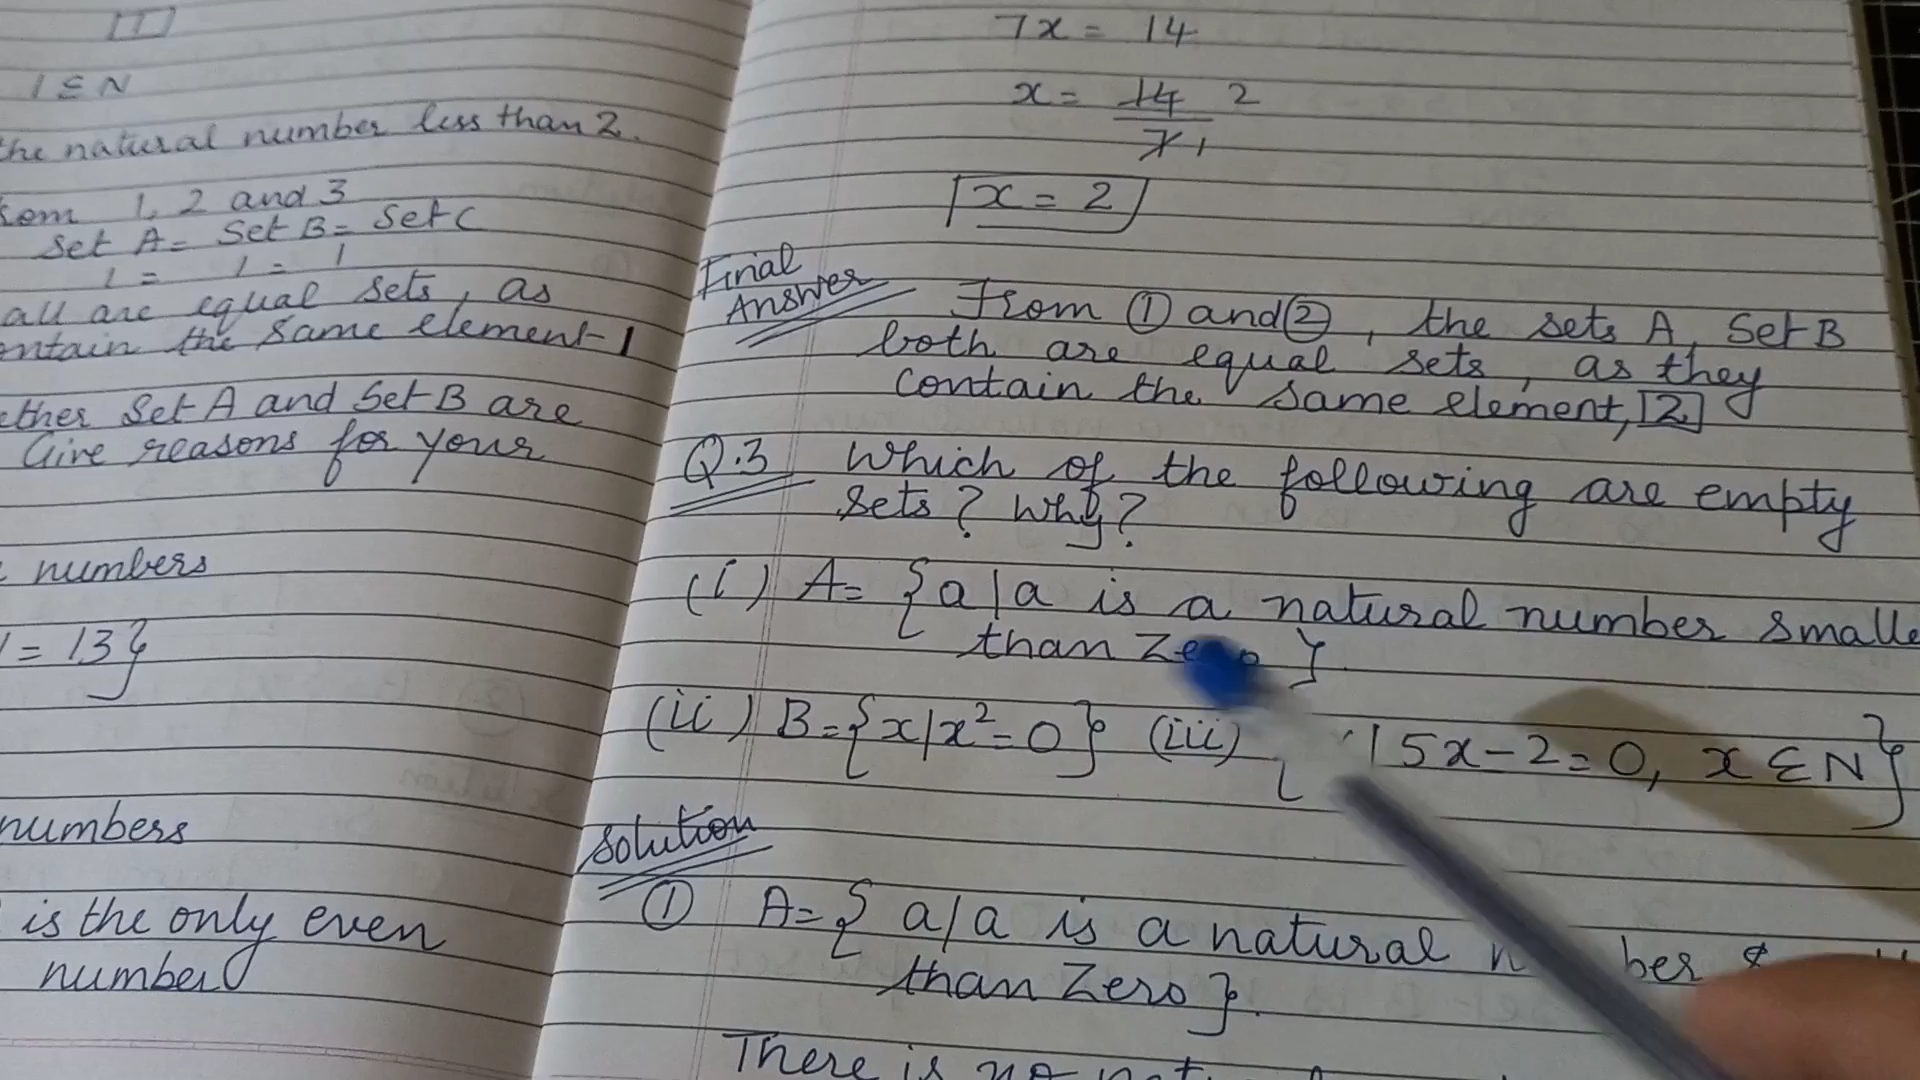 1 ∈ N
the natural number less than 2.
from 1, 2 and 3
Set A = Set B = Set C
1 = 1 = 1
all are equal sets, as
contain the same element 1
Set A and Set B are
Give reasons for your
numbers
= 13}
numbers
is the only even
number
7x = 14
x = 14/7 2 1
x = 2
Final
Answer
From ① and ②, the sets A, Set B
both are equal sets, as they
contain the same element, 2
Q.3 Which of the following are empty
sets? Why?
(i) A = {a | a is a natural number smalle
than Zero}
(ii) B = {x | x² = 0} (iii) { | 5x - 2 = 0, x ∈ N}
Solution
① A = { a | a is a natural
than Zero}.
There is no